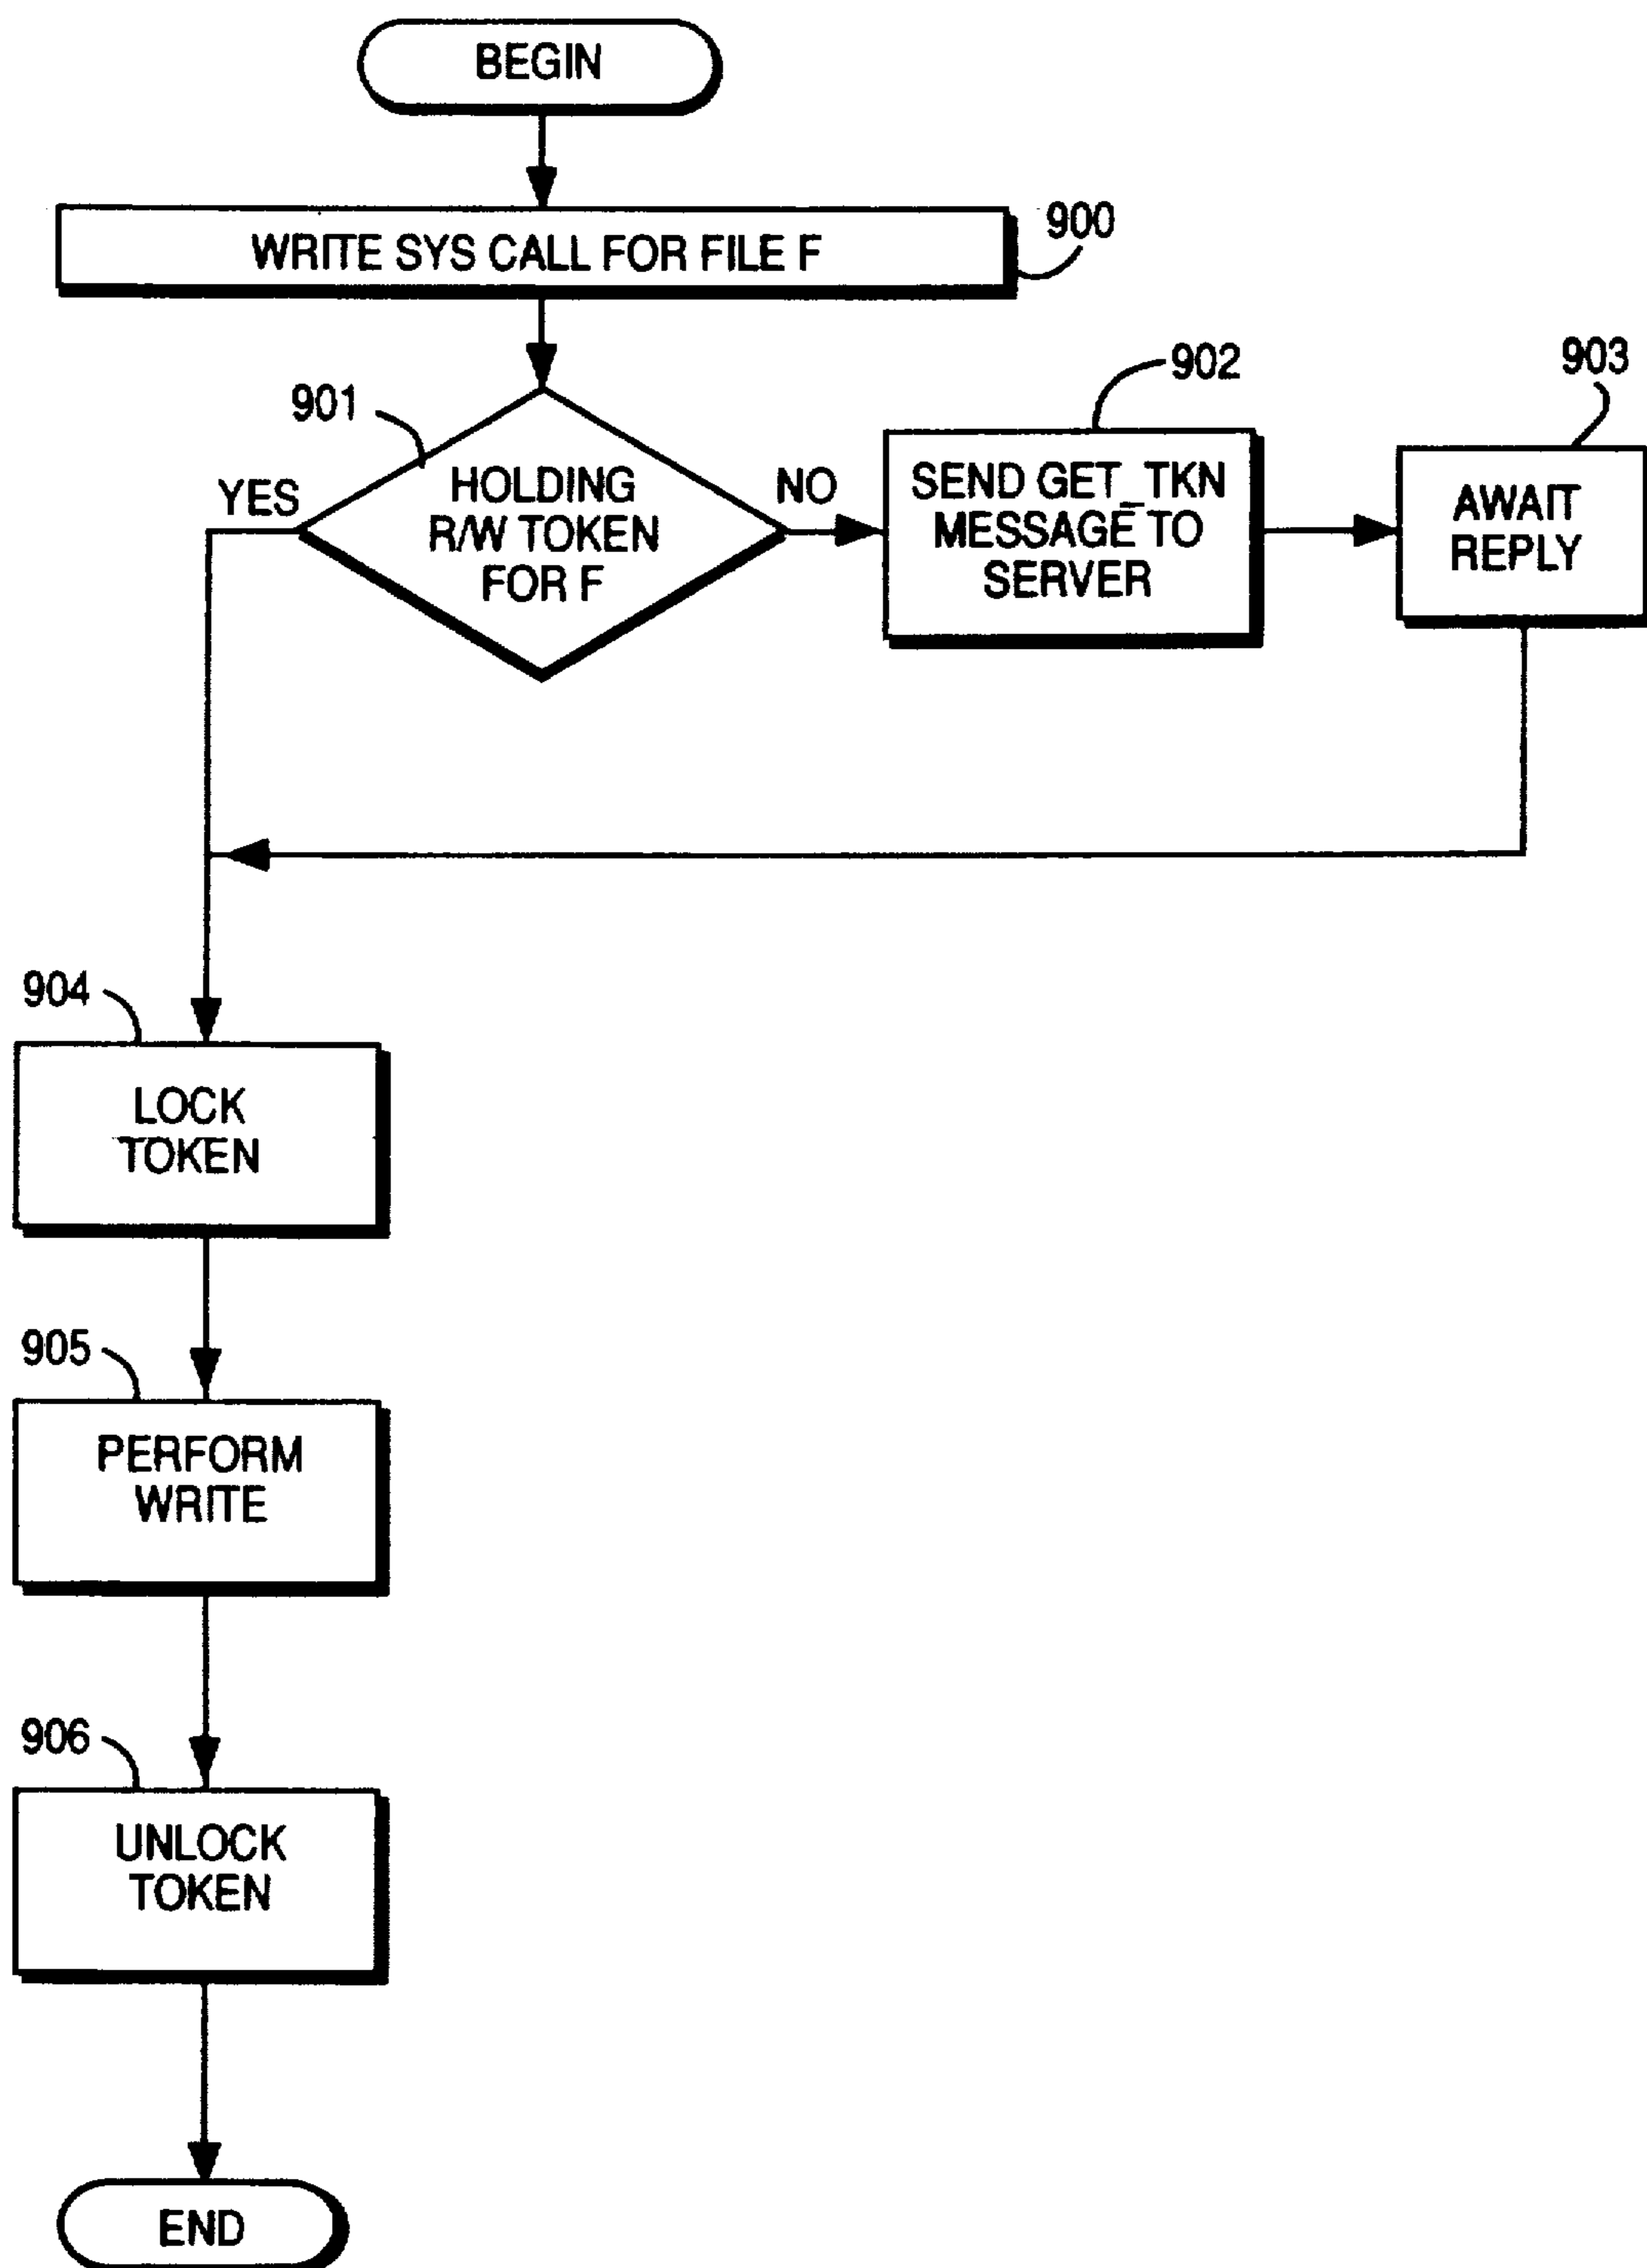 BEGIN
WRITE SYS CALL FOR FILE F
900
901
HOLDING
R/W TOKEN
FOR F
YES
NO
902
SEND GET_TKN
MESSAGE TO
SERVER
903
AWAIT
REPLY
904
LOCK
TOKEN
905
PERFORM
WRITE
906
UNLOCK
TOKEN
END